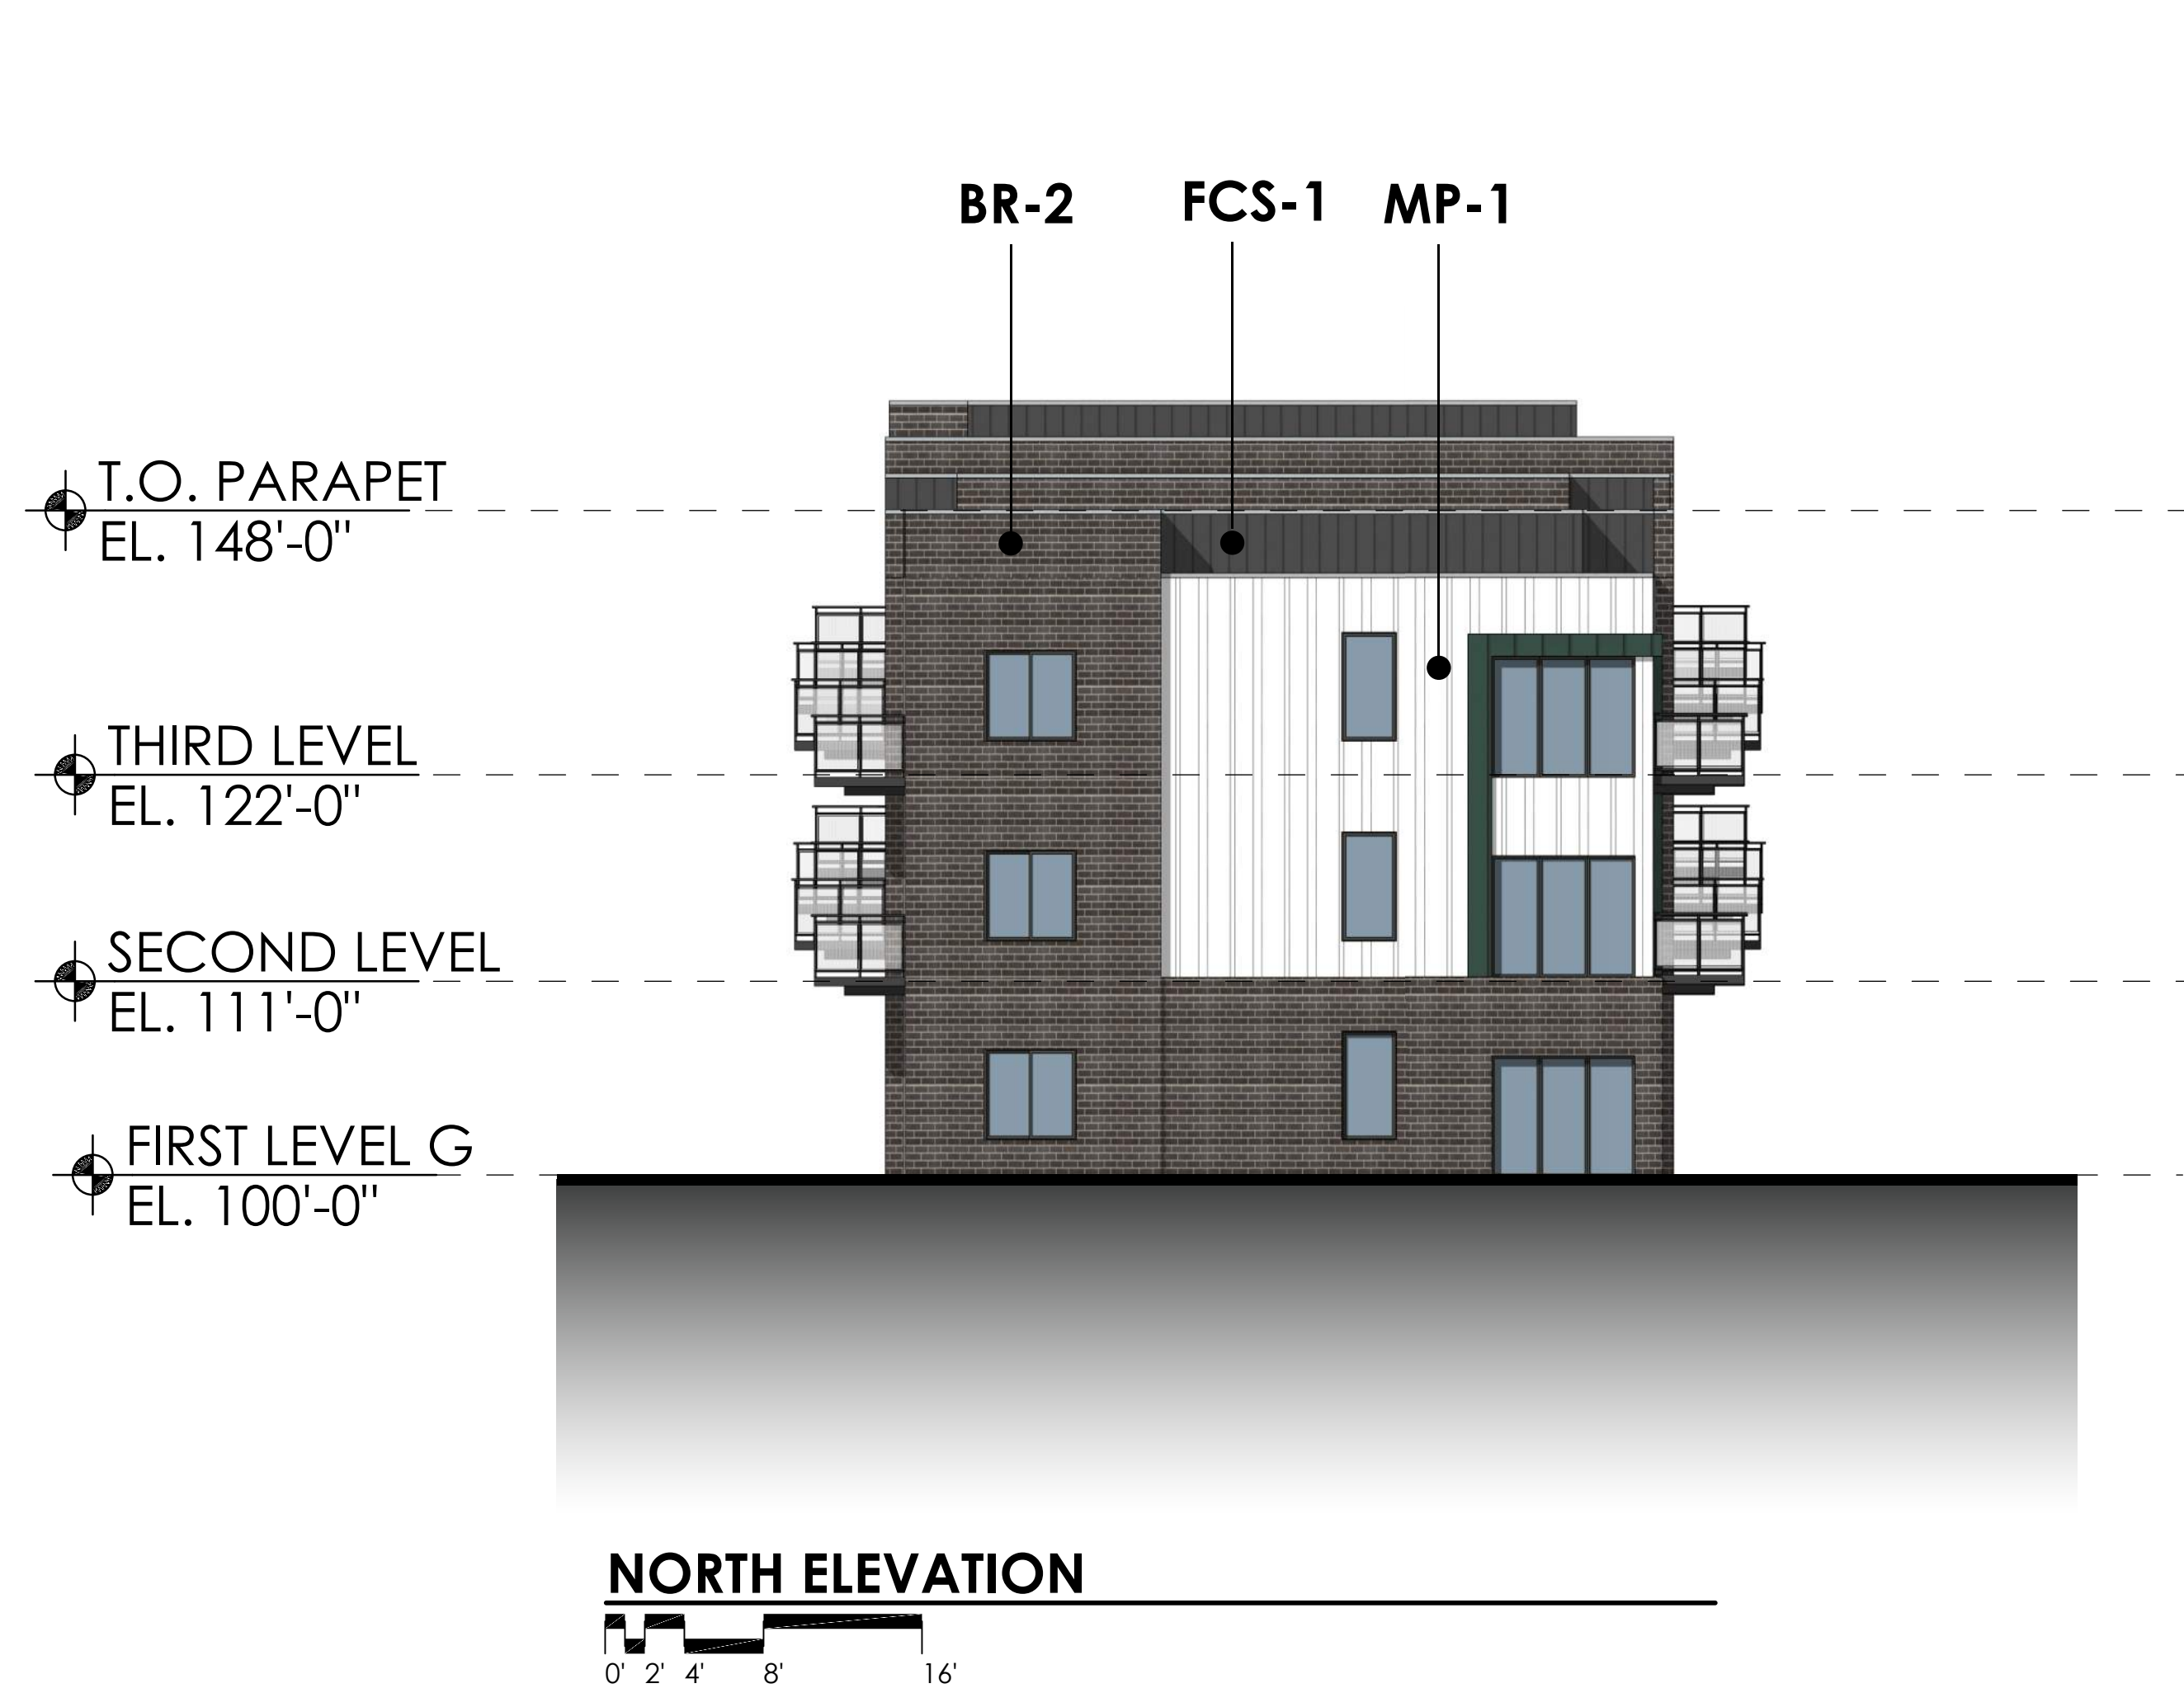 BR-2 FCS-1 MP-1
T.O. PARAPET
EL. 148'-0"
THIRD LEVEL
EL. 122'-0"
SECOND LEVEL
EL. 111'-0"
FIRST LEVEL G
EL. 100'-0"
NORTH ELEVATION
0' 2' 4' 8' 16'